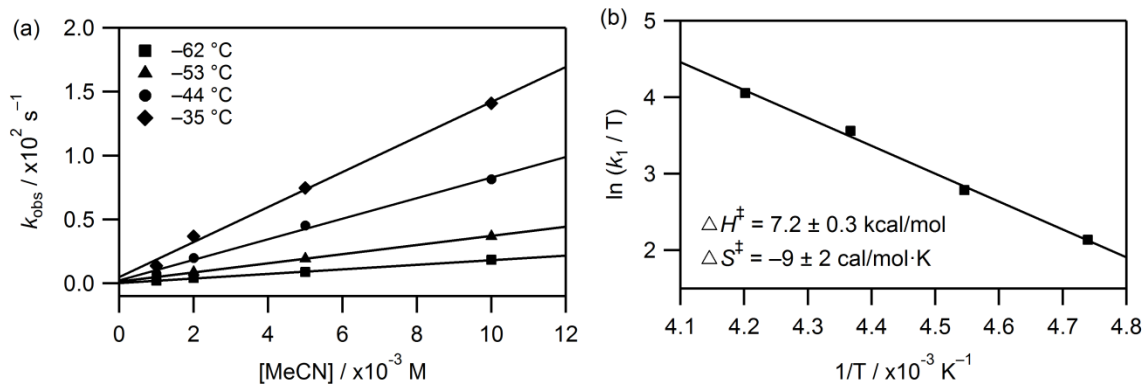 (a)
2.0
1.5
1.0
0.5
0.0
k_obs / x10² s⁻¹
–62 °C
–53 °C
–44 °C
–35 °C
0 2 4 6 8 10 12
[MeCN] / x10⁻³ M
(b)
5
4
3
2
ln (k₁ / T)
△H‡ = 7.2 ± 0.3 kcal/mol
△S‡ = –9 ± 2 cal/mol·K
4.1 4.2 4.3 4.4 4.5 4.6 4.7 4.8
1/T / x10⁻³ K⁻¹